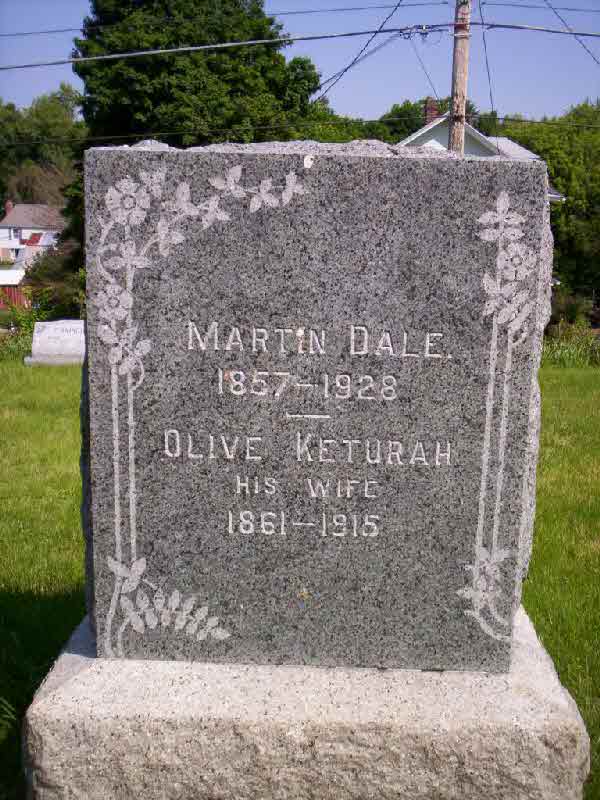 MARTIN DALE.
1857-1928
OLIVE KETURAH
HIS WIFE
1861-1915